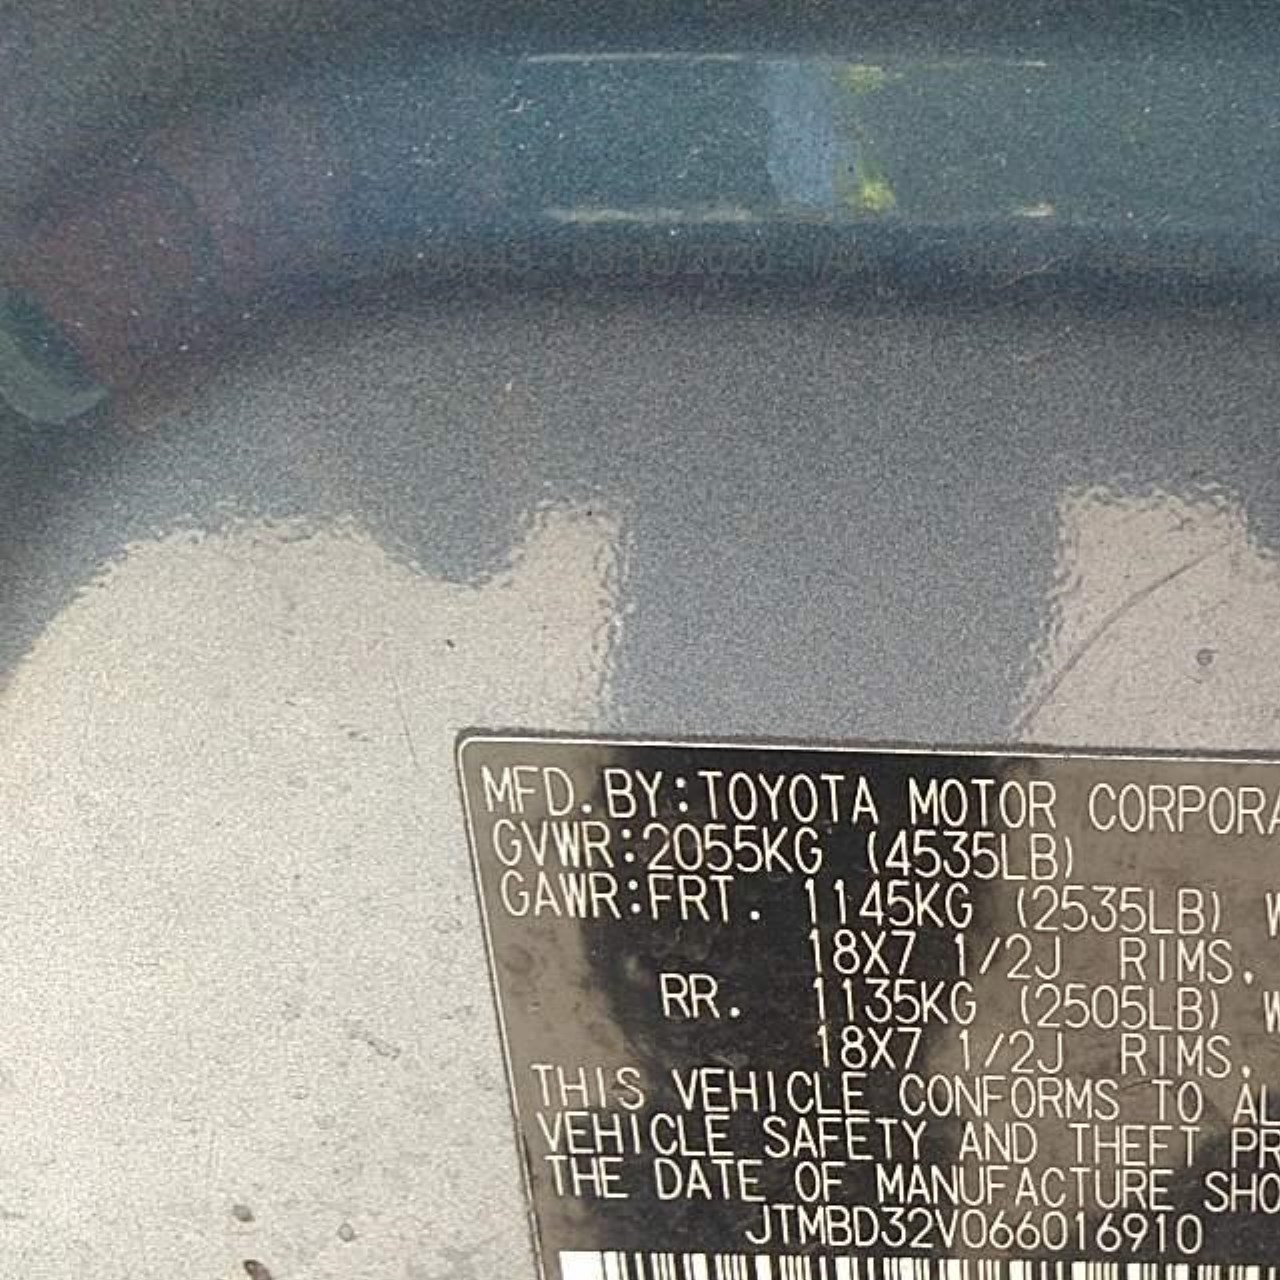 MFD.BY:TOYOTA MOTOR CORPORA
GVWR:2055KG (4535LB)
GAWR:FRT. 1145KG (2535LB) W
18X7 1/2J RIMS,
RR. 1135KG (2505LB) W
18X7 1/2J RIMS,
THIS VEHICLE CONFORMS TO AL
VEHICLE SAFETY AND THEFT PR
THE DATE OF MANUFACTURE SHO
JTMBD32V066016910